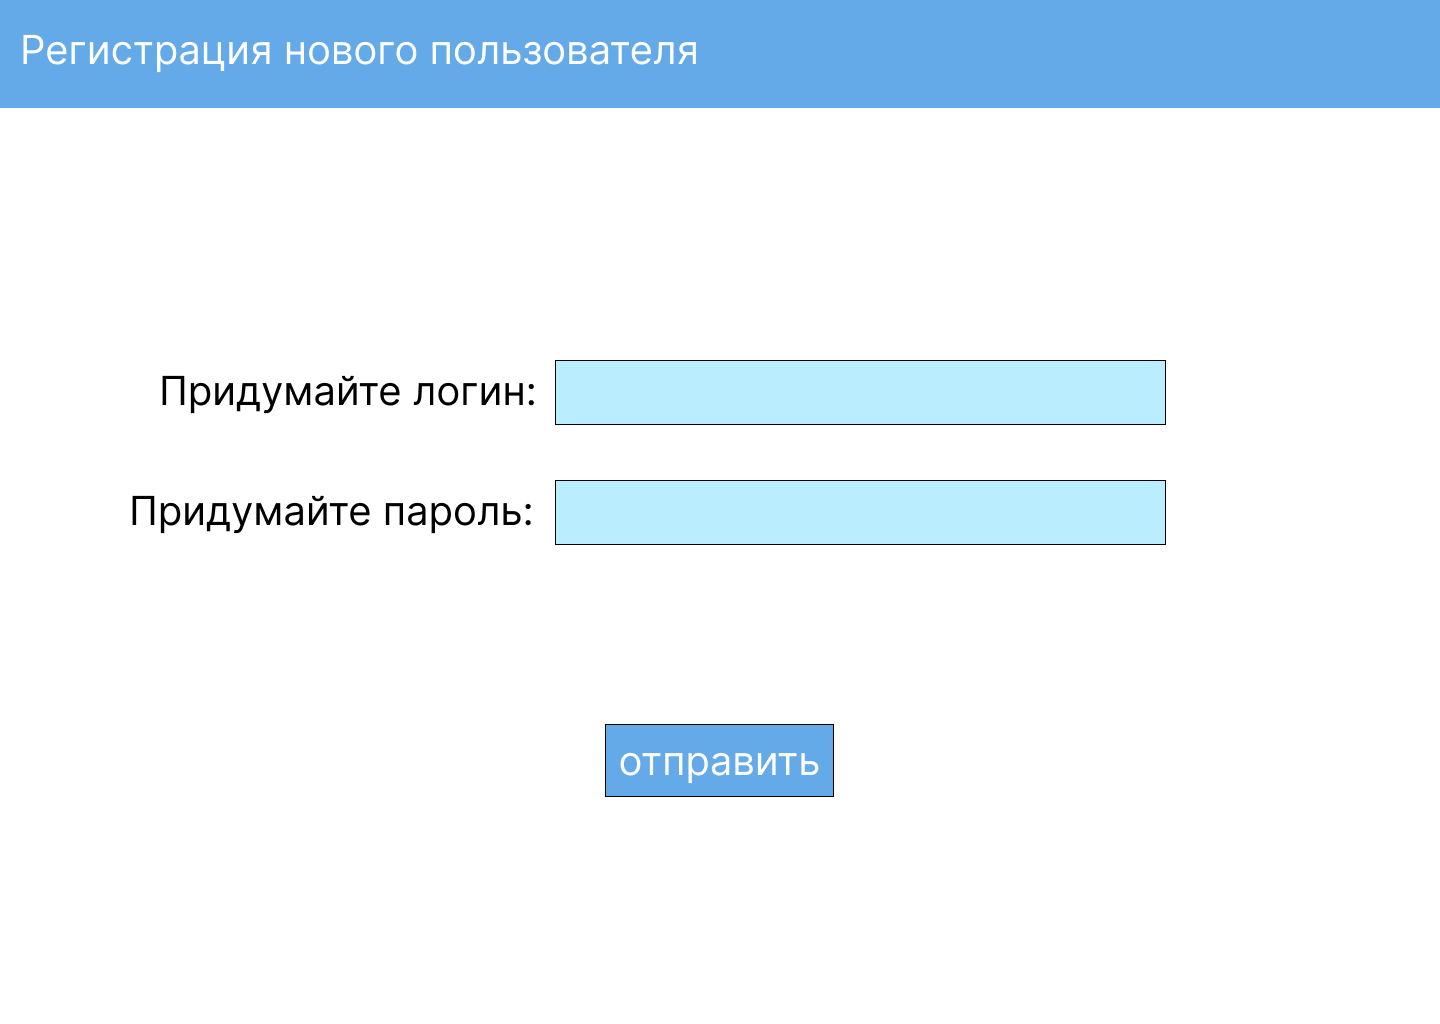 Регистрация нового пользователя
Придумайте логин:
Придумайте пароль:
отправить